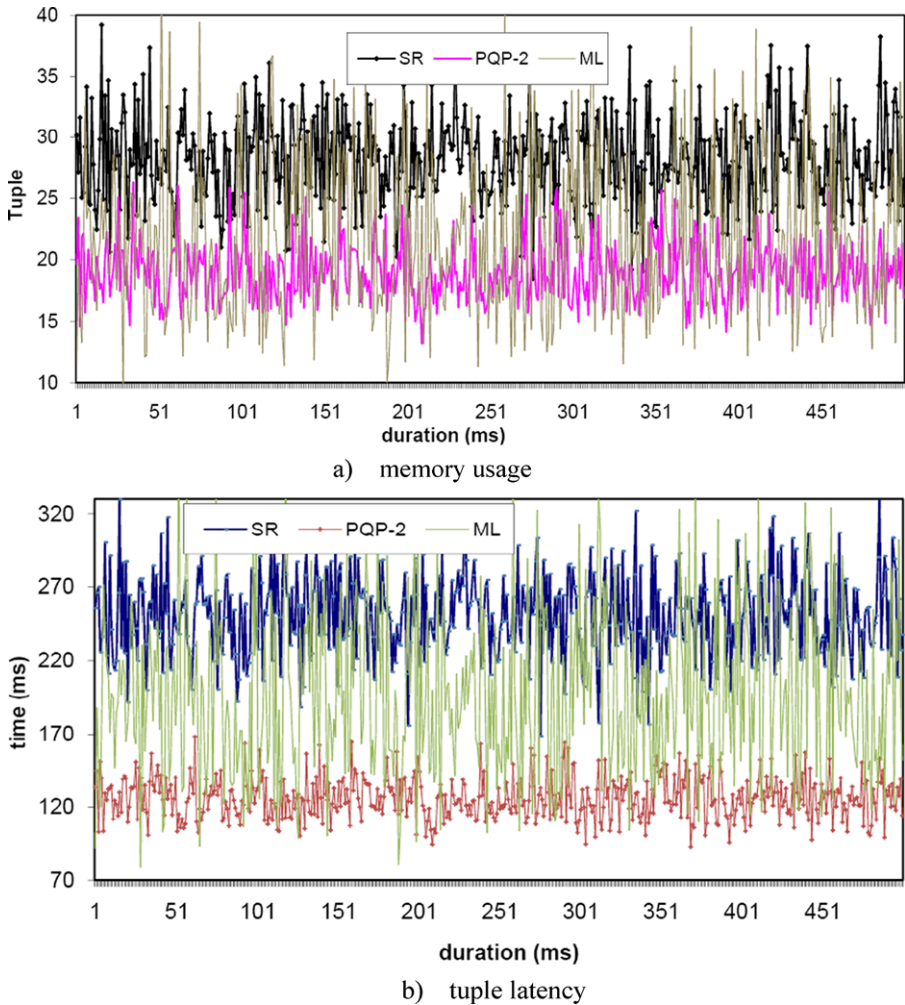 40
35
30
25
20
15
10
Tuple
SR PQP-2 ML
1 51 101 151 201 251 301 351 401 451
duration (ms)
a) memory usage
320
270
220
170
120
70
time (ms)
SR PQP-2 ML
1 51 101 151 201 251 301 351 401 451
duration (ms)
b) tuple latency